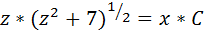 z * (z² + 7)^{1/2} = x * C